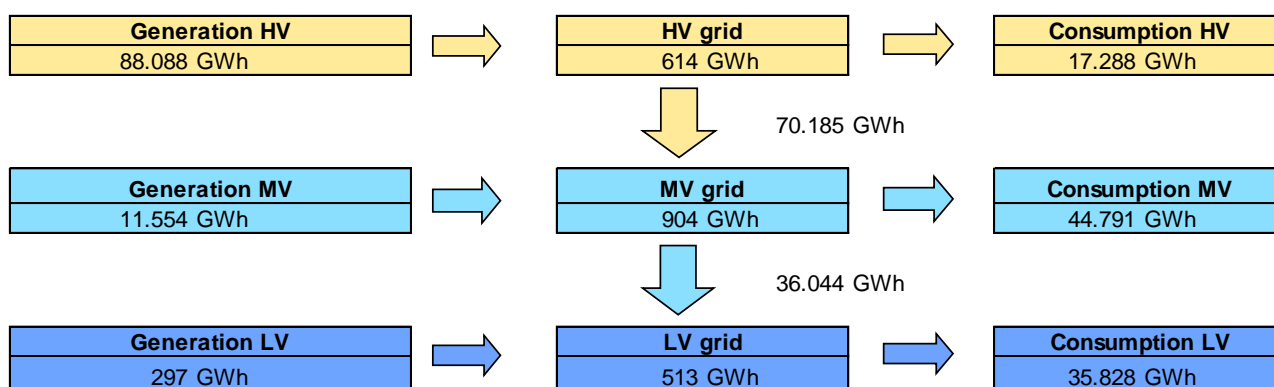 Generation HV
88.088 GWh
HV grid
614 GWh
Consumption HV
17.288 GWh
70.185 GWh
Generation MV
11.554 GWh
MV grid
904 GWh
Consumption MV
44.791 GWh
36.044 GWh
Generation LV
297 GWh
LV grid
513 GWh
Consumption LV
35.828 GWh